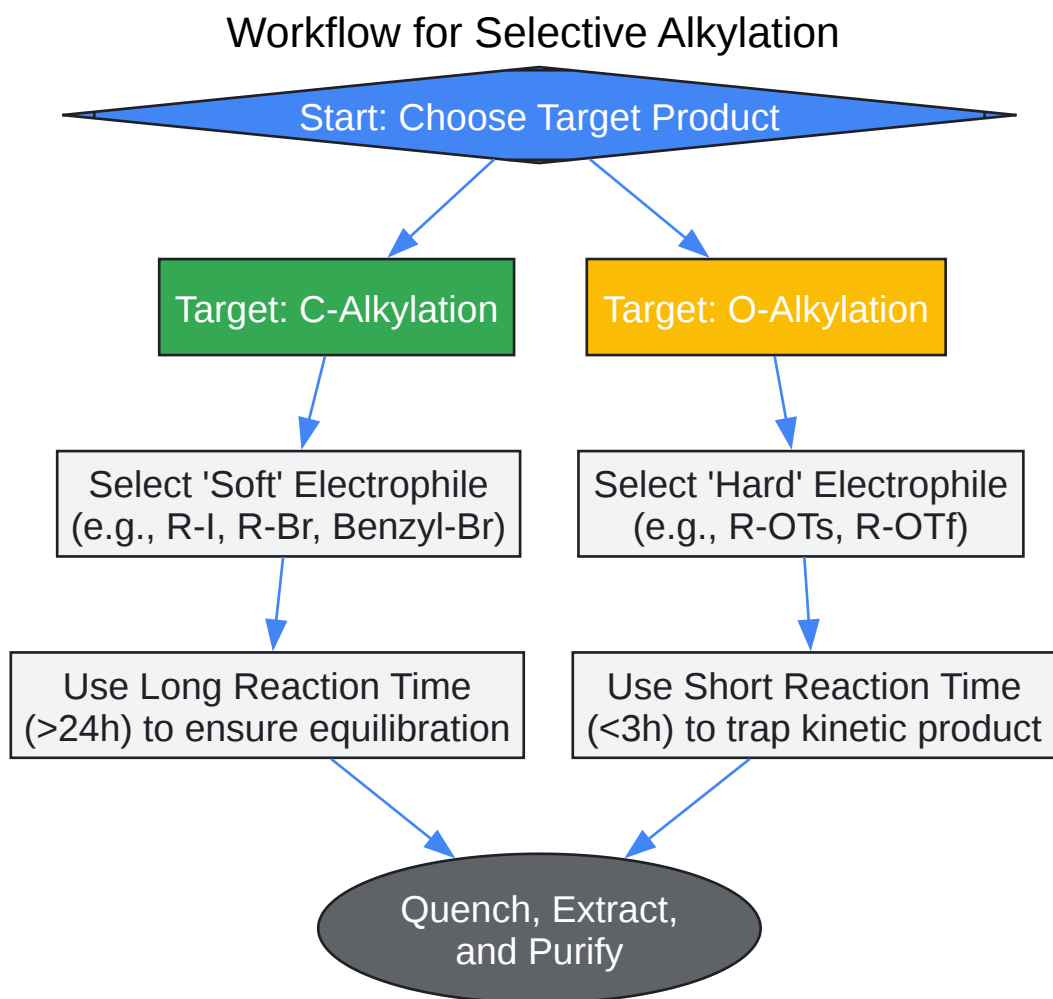 Workflow for Selective Alkylation
Start: Choose Target Product
Target: C-Alkylation
Target: O-Alkylation
Select 'Soft' Electrophile
(e.g., R-I, R-Br, Benzyl-Br)
Select 'Hard' Electrophile
(e.g., R-OTs, R-OTf)
Use Long Reaction Time
(>24h) to ensure equilibration
Use Short Reaction Time
(<3h) to trap kinetic product
Quench, Extract,
and Purify